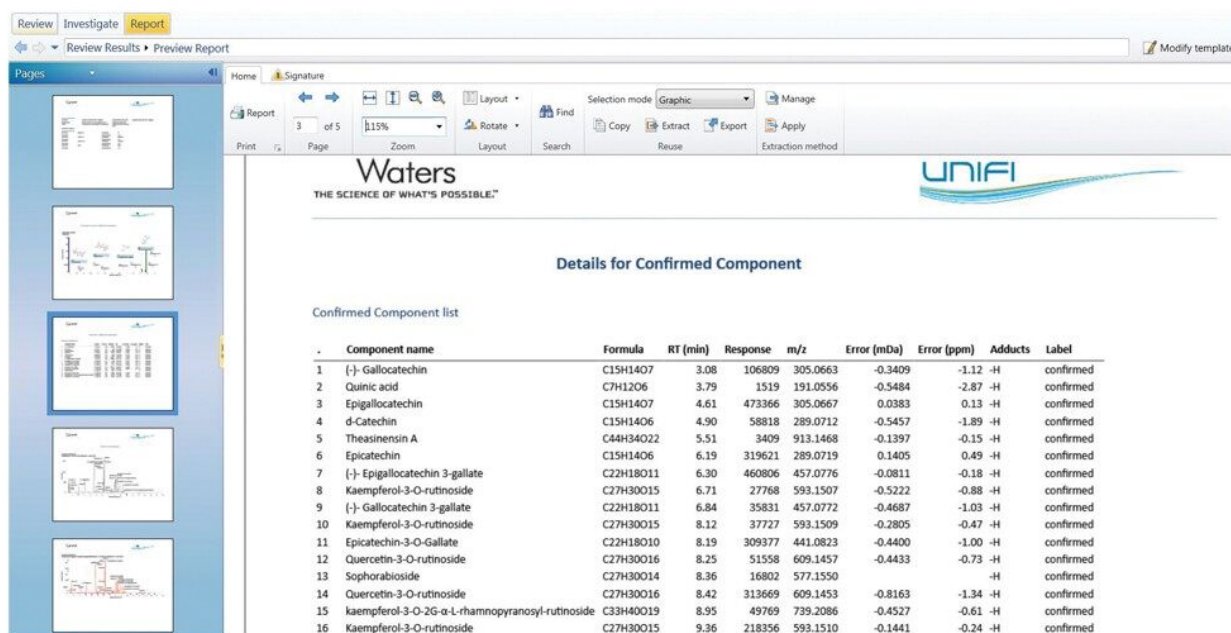 Review Investigate Report
Review Results ▸ Preview Report Modify template
Pages
Home Signature
Report
3 of 5
115%
Layout
Rotate
Find
Selection mode Graphic
Copy Extract Export
Manage
Apply
Print Page Zoom Layout Search Reuse Extraction method
Waters
THE SCIENCE OF WHAT'S POSSIBLE.™
UNIFI
Details for Confirmed Component
Confirmed Component list
. Component name Formula RT (min) Response m/z Error (mDa) Error (ppm) Adducts Label
1 (-)- Gallocatechin C15H14O7 3.08 106809 305.0663 -0.3409 -1.12 -H confirmed
2 Quinic acid C7H12O6 3.79 1519 191.0556 -0.5484 -2.87 -H confirmed
3 Epigallocatechin C15H14O7 4.61 473366 305.0667 0.0383 0.13 -H confirmed
4 d-Catechin C15H14O6 4.90 58818 289.0712 -0.5457 -1.89 -H confirmed
5 Theasinensin A C44H34O22 5.51 3409 913.1468 -0.1397 -0.15 -H confirmed
6 Epicatechin C15H14O6 6.19 319621 289.0719 0.1405 0.49 -H confirmed
7 (-)- Epigallocatechin 3-gallate C22H18O11 6.30 460806 457.0776 -0.0811 -0.18 -H confirmed
8 Kaempferol-3-O-rutinoside C27H30O15 6.71 27768 593.1507 -0.5222 -0.88 -H confirmed
9 (-)- Gallocatechin 3-gallate C22H18O11 6.84 35831 457.0772 -0.4687 -1.03 -H confirmed
10 Kaempferol-3-O-rutinoside C27H30O15 8.12 37727 593.1509 -0.2805 -0.47 -H confirmed
11 Epicatechin-3-O-Gallate C22H18O10 8.19 309377 441.0823 -0.4400 -1.00 -H confirmed
12 Quercetin-3-O-rutinoside C27H30O16 8.25 51558 609.1457 -0.4433 -0.73 -H confirmed
13 Sophorabioside C27H30O14 8.36 16802 577.1550 -H confirmed
14 Quercetin-3-O-rutinoside C27H30O16 8.42 313669 609.1453 -0.8163 -1.34 -H confirmed
15 kaempferol-3-O-2G-α-L-rhamnopyranosyl-rutinoside C33H40O19 8.95 49769 739.2086 -0.4527 -0.61 -H confirmed
16 Kaempferol-3-O-rutinoside C27H30O15 9.36 218356 593.1510 -0.1441 -0.24 -H confirmed